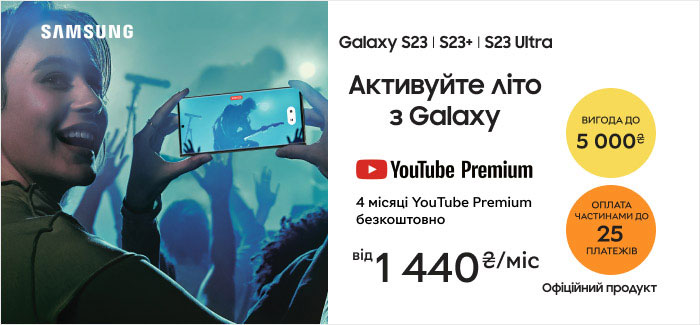 SAMSUNG
Galaxy S23 | S23+ | S23 Ultra
Активуйте літо
з Galaxy
YouTube Premium
4 місяці YouTube Premium
безкоштовно
від 1 440 ₴/міс
ВИГОДА ДО
5 000₴
ОПЛАТА
ЧАСТИНАМИ ДО
25
ПЛАТЕЖІВ
Офіційний продукт